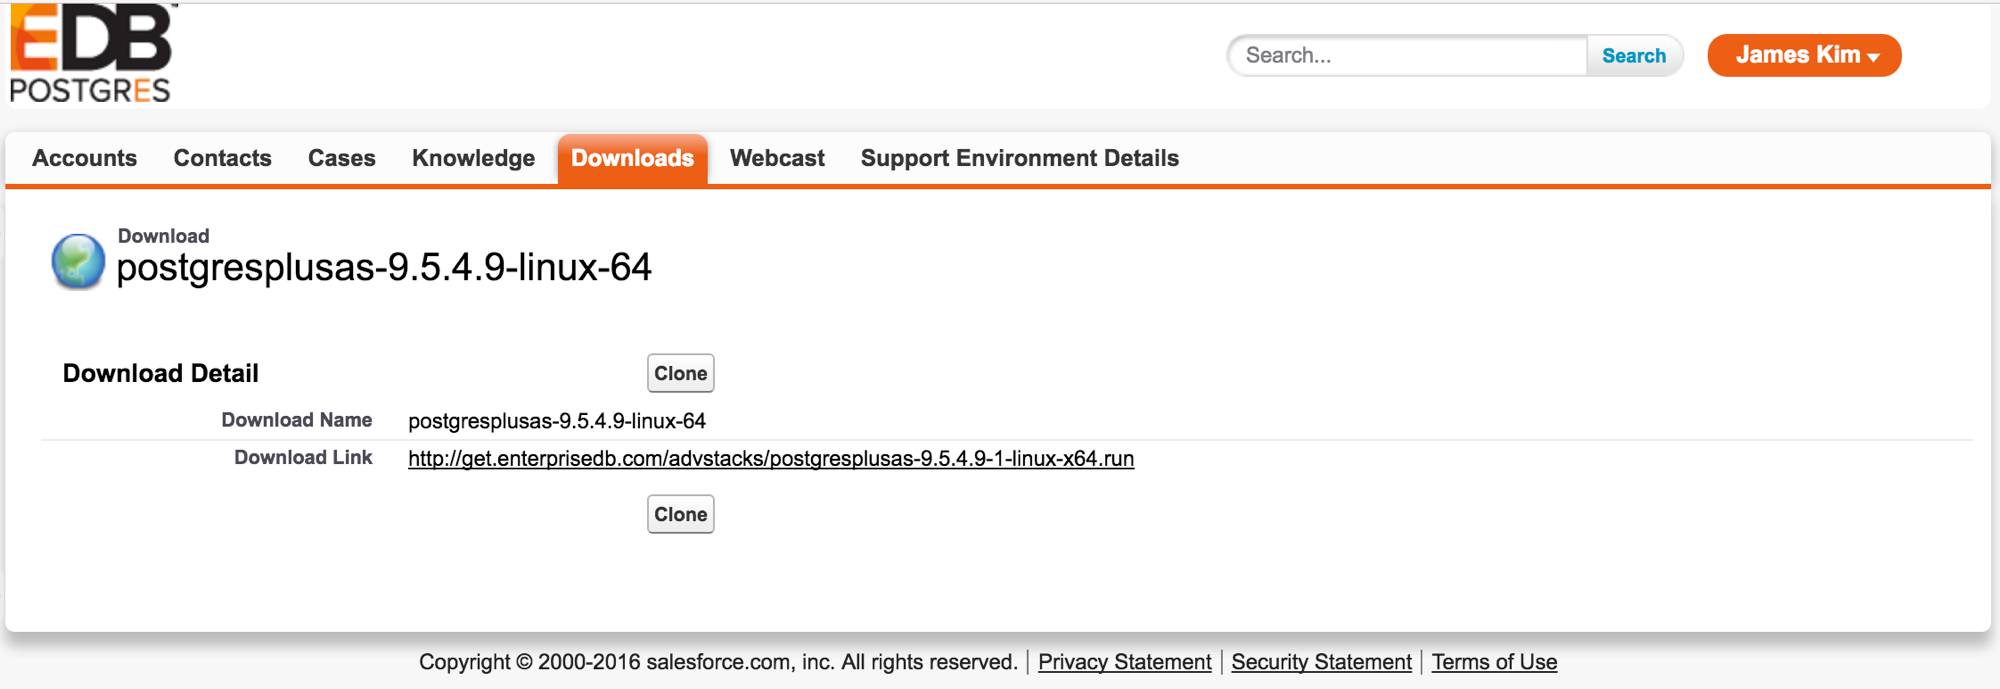 EDB
POSTGRES
Search...
Search
James Kim
Accounts Contacts Cases Knowledge Downloads Webcast Support Environment Details
Download
postgresplusas-9.5.4.9-linux-64
Download Detail Clone
Download Name postgresplusas-9.5.4.9-linux-64
Download Link http://get.enterprisedb.com/advstacks/postgresplusas-9.5.4.9-1-linux-x64.run
Clone
Copyright © 2000-2016 salesforce.com, inc. All rights reserved. | Privacy Statement | Security Statement | Terms of Use